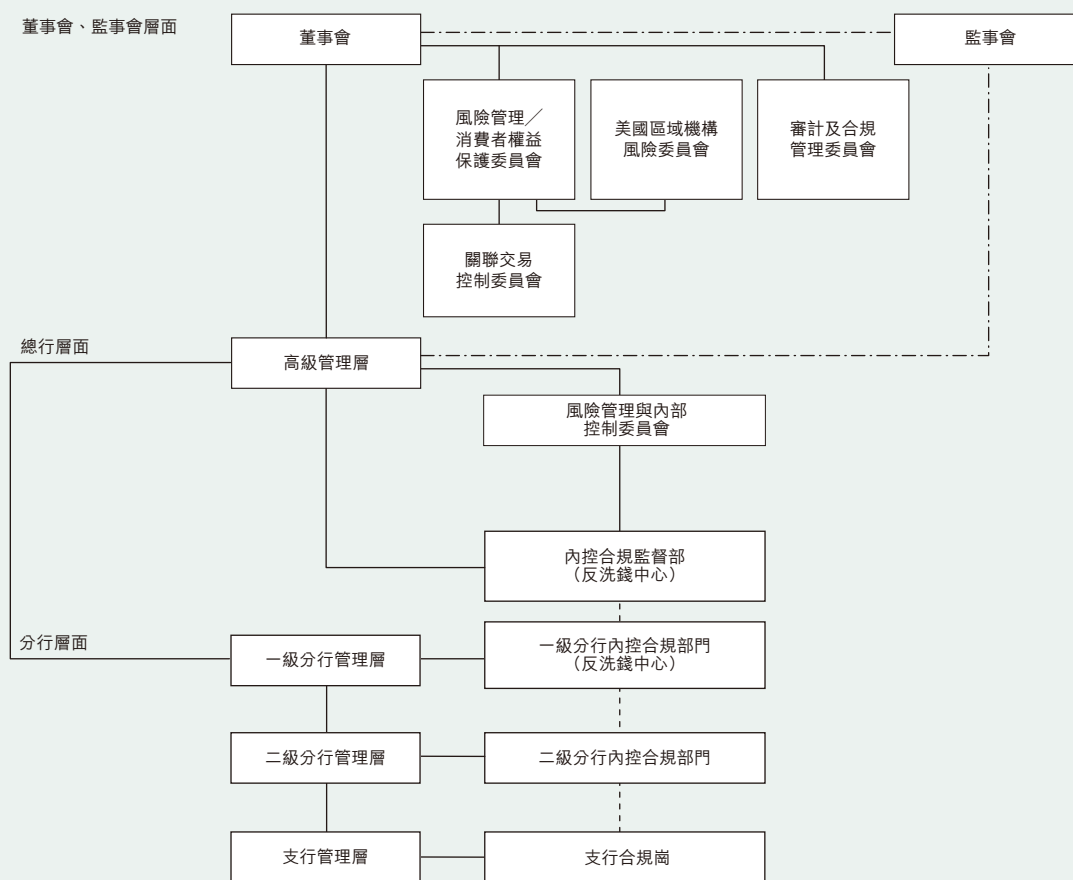 董事會、監事會層面
董事會
監事會
風險管理／
消費者權益
保護委員會
美國區域機構
風險委員會
審計及合規
管理委員會
關聯交易
控制委員會
總行層面
高級管理層
風險管理與內部
控制委員會
內控合規監督部
（反洗錢中心）
分行層面
一級分行管理層
一級分行內控合規部門
（反洗錢中心）
二級分行管理層
二級分行內控合規部門
支行管理層
支行合規崗